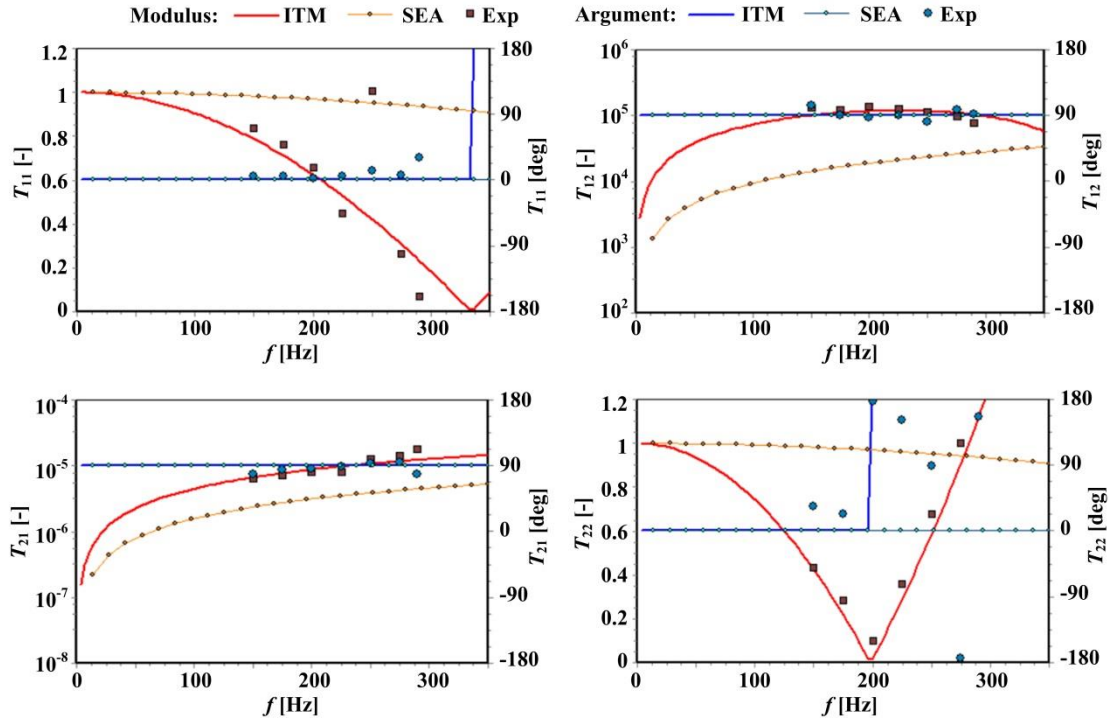 Modulus: ITM SEA Exp Argument: ITM SEA Exp
1.2 1 0.8 0.6 0.4 0.2 0
T11 [-]
180 90 0 -90 -180
T11 [deg]
0 100 200 300
f [Hz]
10^6 10^5 10^4 10^3 10^2
T12 [-]
180 90 0 -90 -180
T12 [deg]
0 100 200 300
f [Hz]
10^-4 10^-5 10^-6 10^-7 10^-8
T21 [-]
180 90 0 -90 -180
T21 [deg]
0 100 200 300
f [Hz]
1.2 1 0.8 0.6 0.4 0.2 0
T22 [-]
180 90 0 -90 -180
T22 [deg]
0 100 200 300
f [Hz]